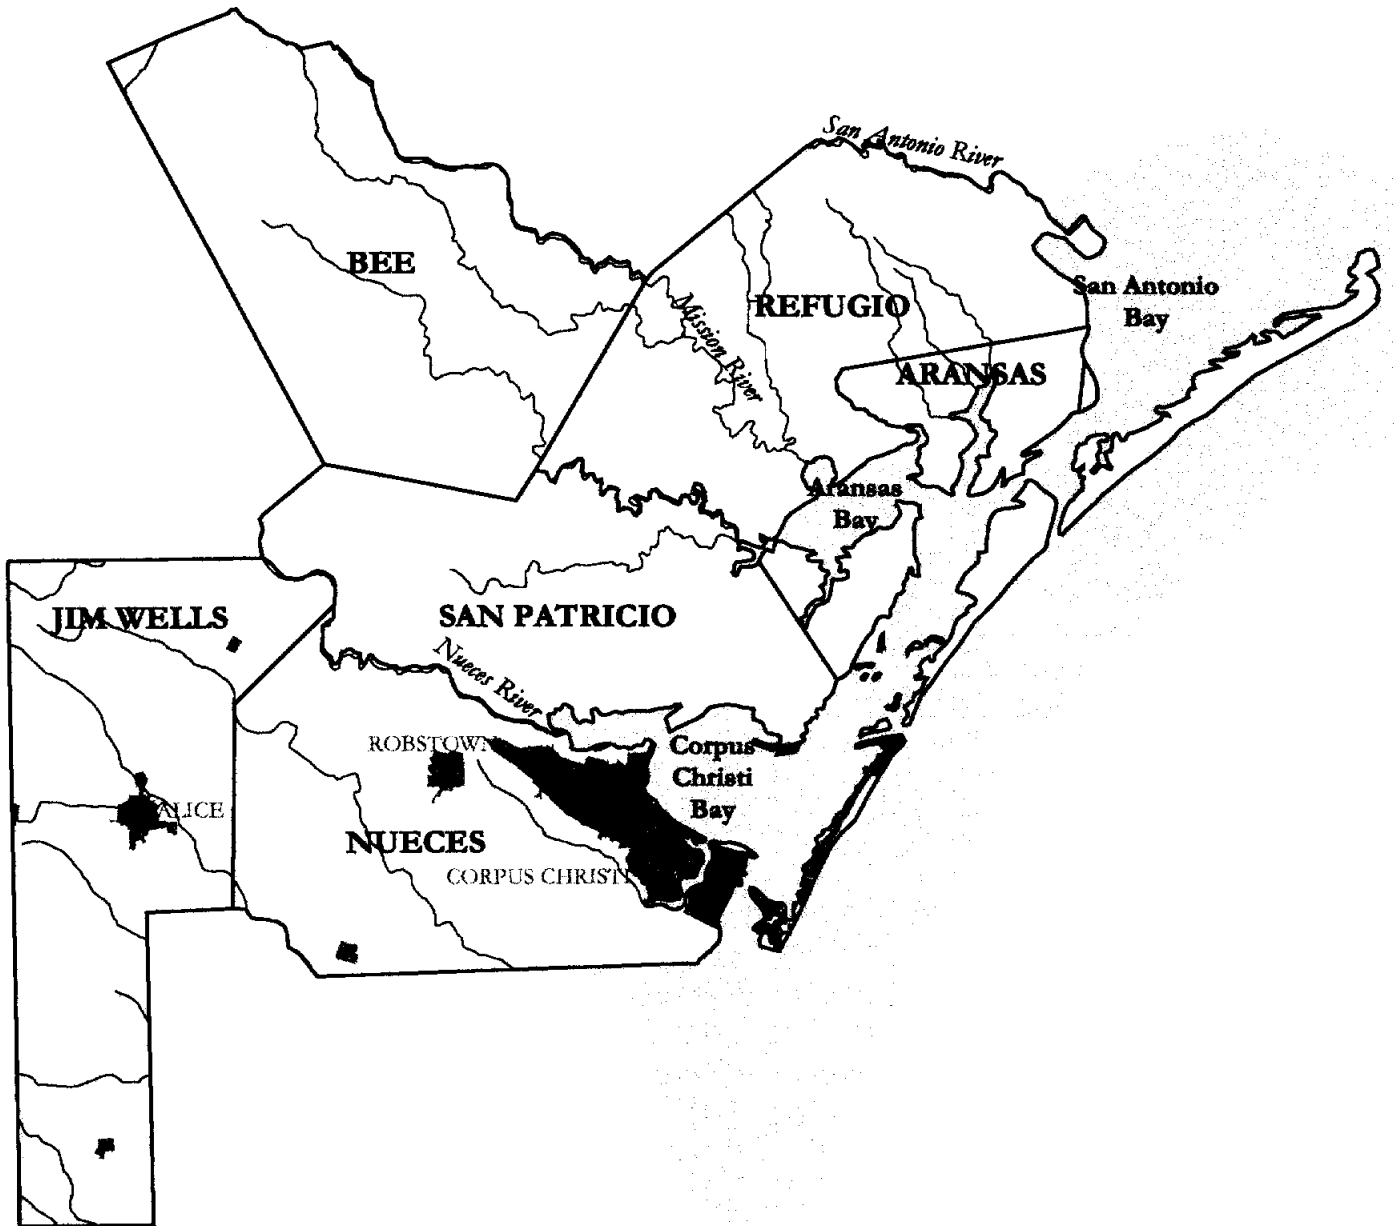 San Antonio River
BEE
San Antonio
Bay
REFUGIO
Mission River
ARANSAS
Aransas
Bay
JIM WELLS
SAN PATRICIO
Nueces River
ROBSTOWN
Corpus
Christi
Bay
ALICE
NUECES
CORPUS CHRISTI